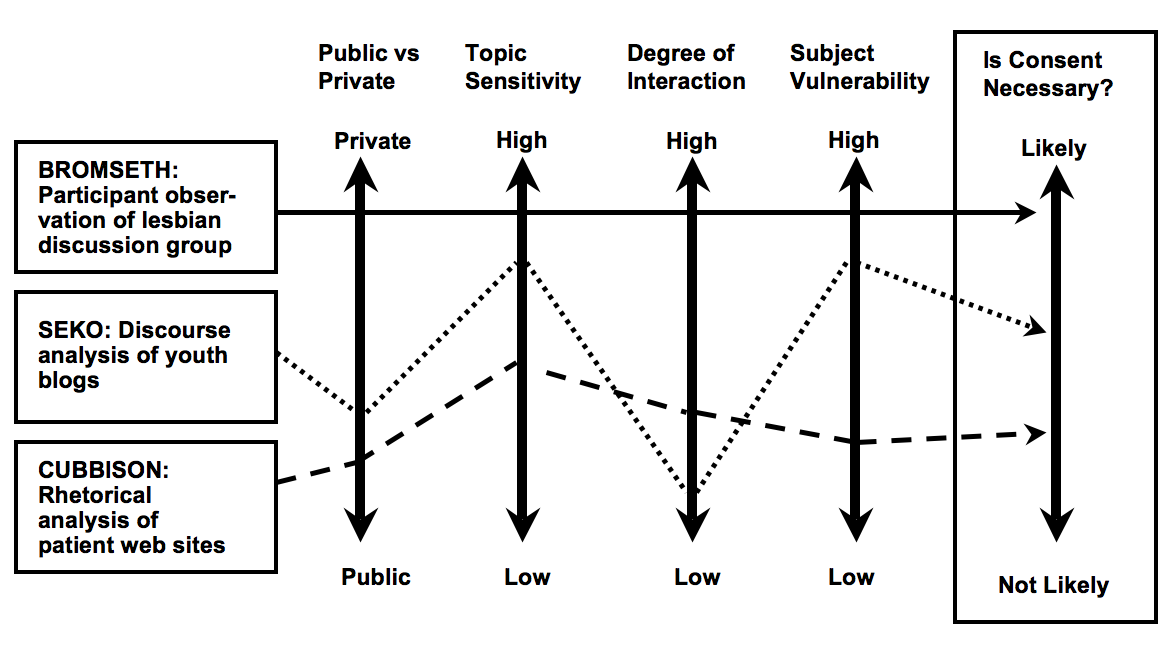 Public vs
Private
Topic
Sensitivity
Degree of
Interaction
Subject
Vulnerability
Is Consent
Necessary?
Private
High
High
High
Likely
BROMSETH:
Participant obser-
vation of lesbian
discussion group
SEKO: Discourse
analysis of youth
blogs
CUBBISON:
Rhetorical
analysis of
patient web sites
Public
Low
Low
Low
Not Likely